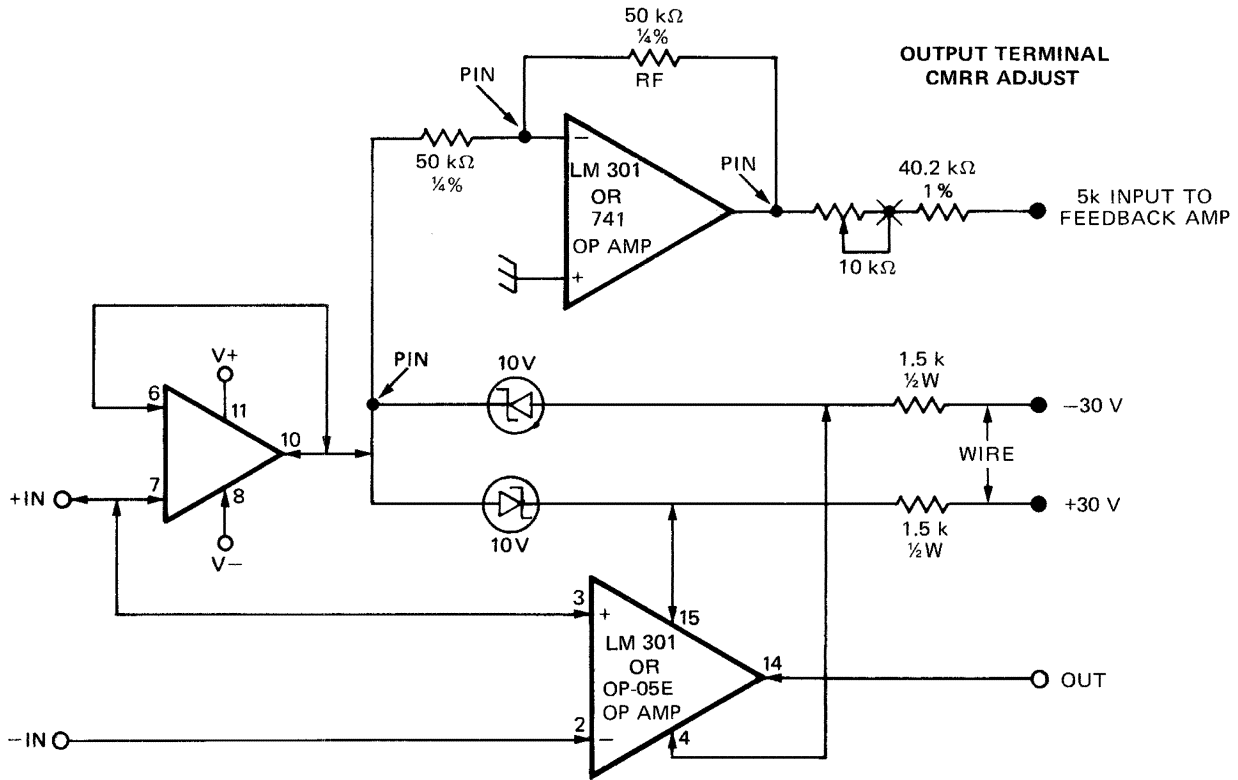 50 kΩ
¼%
RF
OUTPUT TERMINAL
CMRR ADJUST
PIN
−
50 kΩ
¼%
LM 301
OR
741
OP AMP
+
PIN
40.2 kΩ
1%
5k INPUT TO
FEEDBACK AMP
10 kΩ
V+
PIN
10V
1.5 k
½W
−30 V
6
11
10
WIRE
+IN
7
8
V−
10V
1.5 k
½W
+30 V
3
+
15
LM 301
OR
OP-05E
OP AMP
14
OUT
−IN
2
−
4